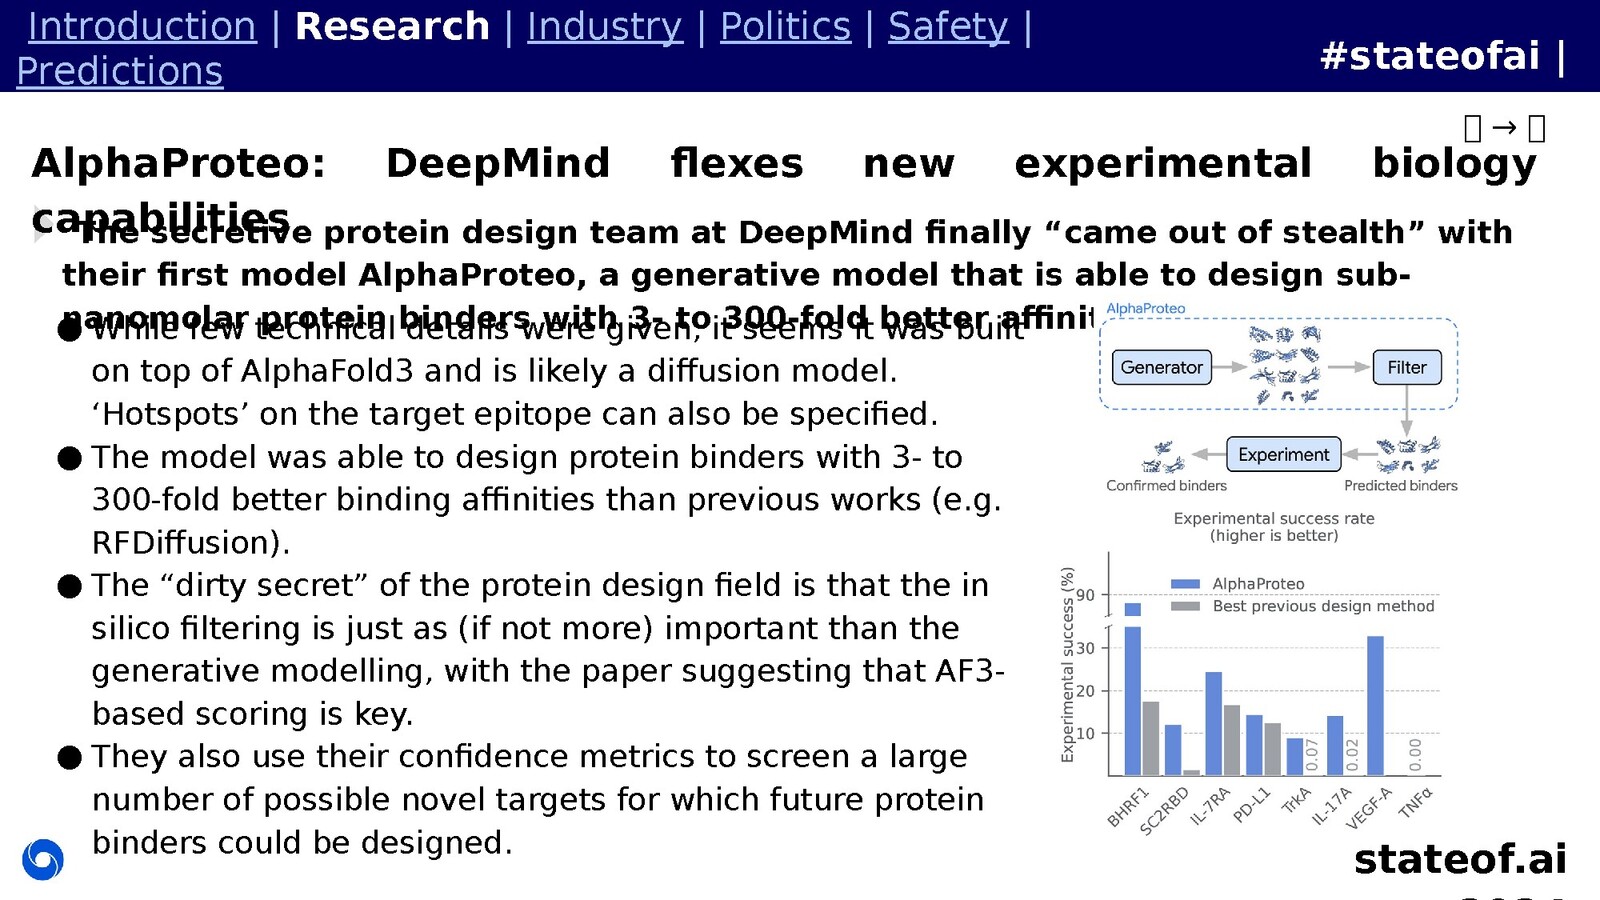 Introduction | Research | Industry | Politics | Safety |
Predictions
#stateofai |
→
AlphaProteo: DeepMind flexes new experimental biology
capabilities
The secretive protein design team at DeepMind finally “came out of stealth” with
their first model AlphaProteo, a generative model that is able to design sub-
nanomolar protein binders with 3- to 300-fold better
● While few technical details were given, it seems it was built
on top of AlphaFold3 and is likely a diffusion model.
‘Hotspots’ on the target epitope can also be specified.
● The model was able to design protein binders with 3- to
300-fold better binding affinities than previous works (e.g.
RFDiffusion).
● The “dirty secret” of the protein design field is that the in
silico filtering is just as (if not more) important than the
generative modelling, with the paper suggesting that AF3-
based scoring is key.
● They also use their confidence metrics to screen a large
number of possible novel targets for which future protein
binders could be designed.
AlphaProteo
Generator
Filter
Experiment
Confirmed binders
Predicted binders
Experimental success rate
(higher is better)
Experimental success (%)
90
30
20
10
AlphaProteo
Best previous design method
0.07
0.02
0.00
BHRF1
SC2RBD
IL-7RA
PD-L1
TrkA
IL-17A
VEGF-A
TNFα
stateof.ai